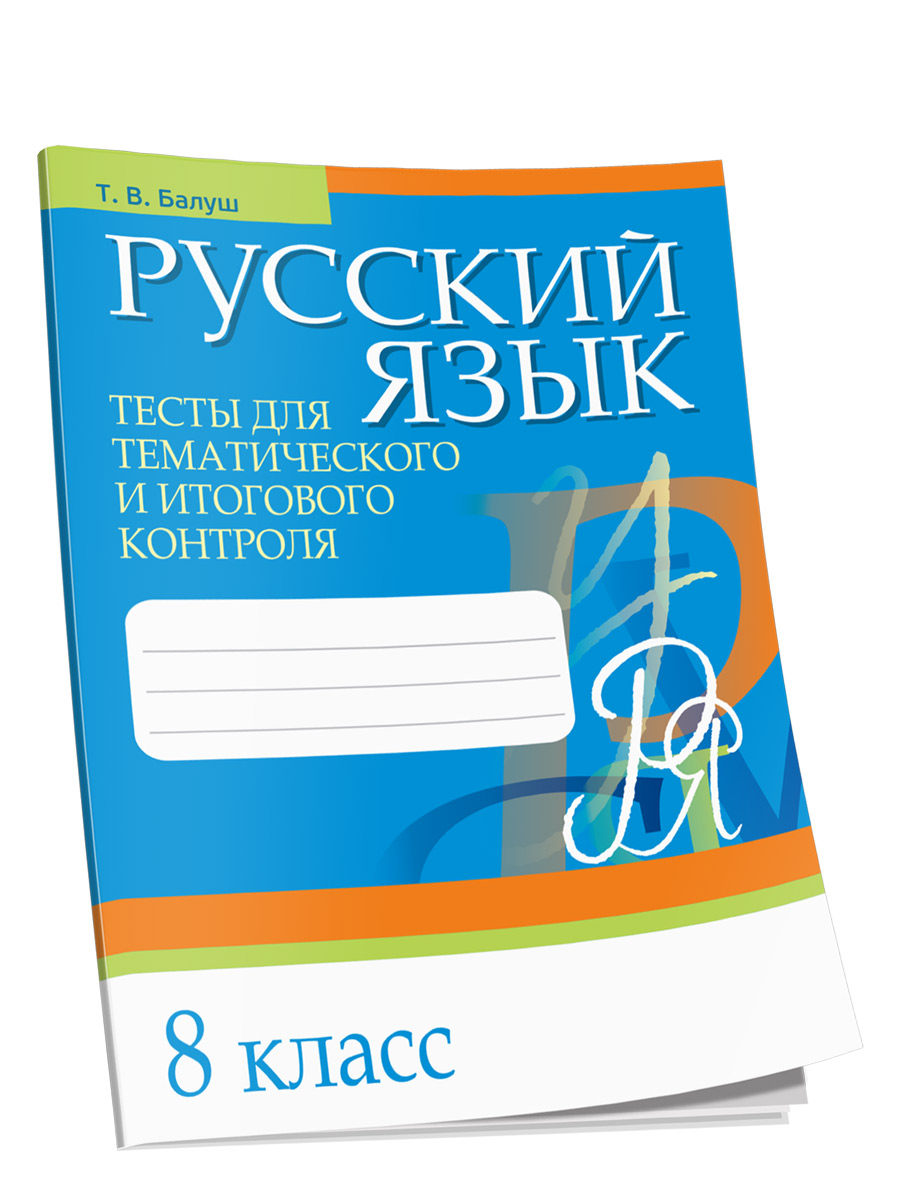 Т. В. Балуш
РУССКИЙ
ЯЗЫК
ТЕСТЫ ДЛЯ
ТЕМАТИЧЕСКОГО
И ИТОГОВОГО
КОНТРОЛЯ
8 класс